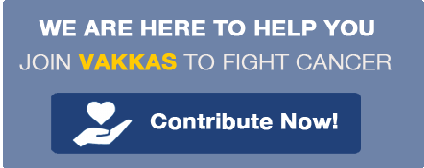 WE ARE HERE TO HELP YOU
JOIN VAKKAS TO FIGHT CANCER
Contribute Now!